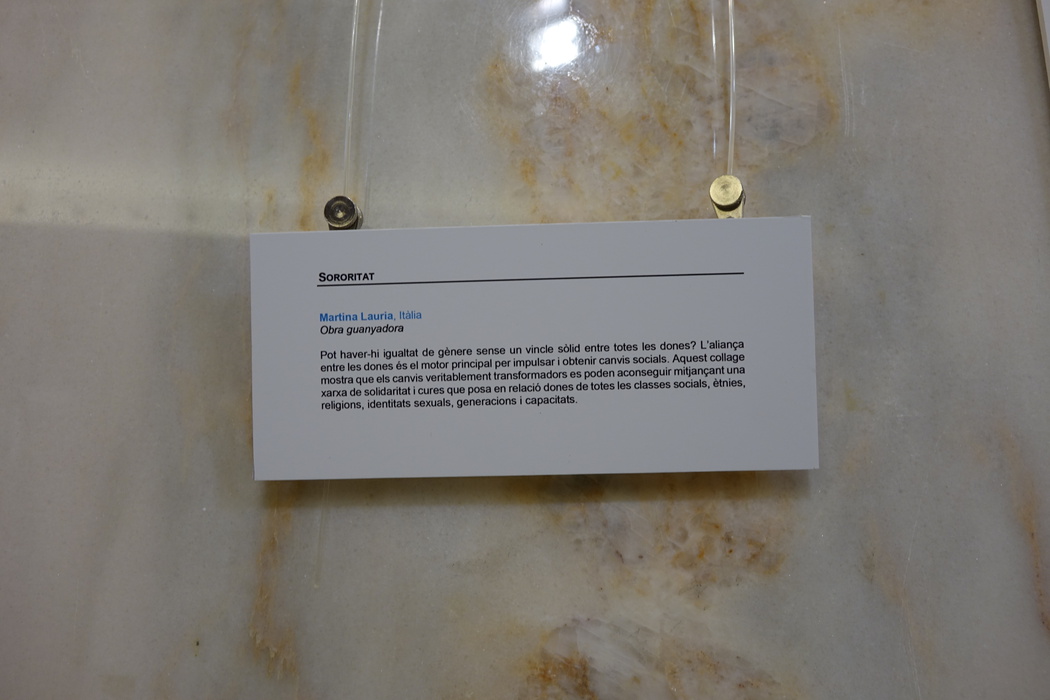 SORORITAT
Martina Lauria, Itàlia
Obra guanyadora
Pot haver-hi igualtat de gènere sense un vincle sòlid entre totes les dones? L'aliança
entre les dones és el motor principal per impulsar i obtenir canvis socials. Aquest collage
mostra que els canvis veritablement transformadors es poden aconseguir mitjançant una
xarxa de solidaritat i cures que posa en relació dones de totes les classes socials, ètnies,
religions, identitats sexuals, generacions i capacitats.